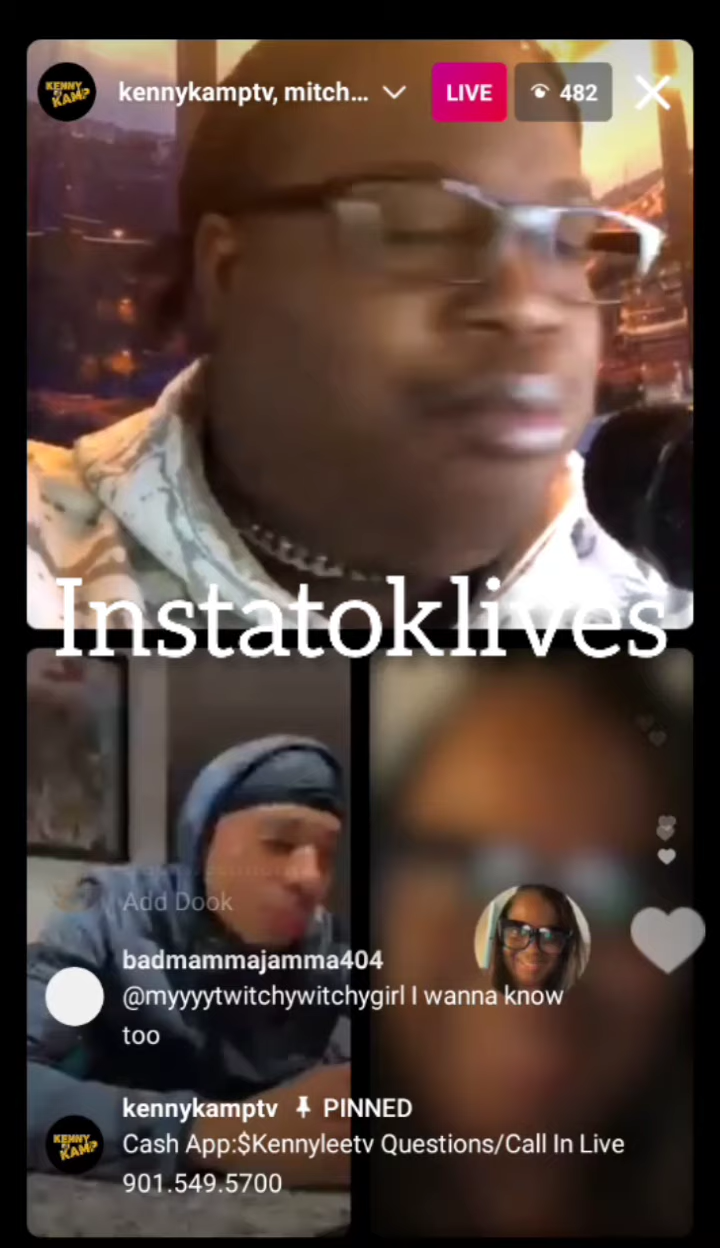 KENNY KAMP
kennykamptv, mitch...
LIVE
482
Instatoklives
Add Dook
badmammajamma404
@myyyytwitchywitchygirl I wanna know
too
kennykamptv PINNED
KENNY KAMP
Cash App:$Kennyleetv Questions/Call In Live
901.549.5700